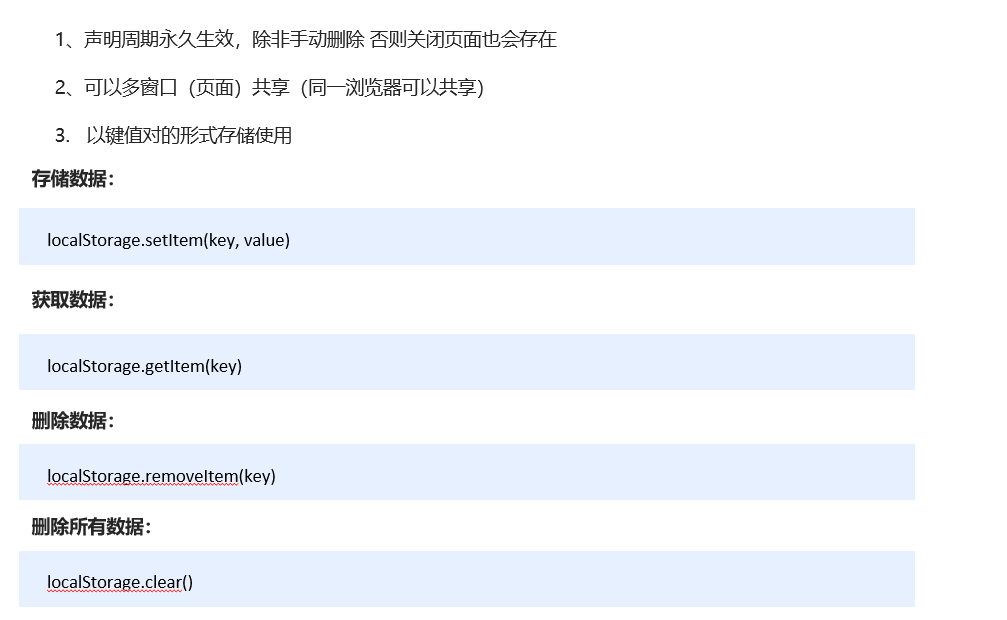 1、声明周期永久生效，除非手动删除 否则关闭页面也会存在
2、可以多窗口（页面）共享（同一浏览器可以共享）
3. 以键值对的形式存储使用
存储数据：
localStorage.setItem(key, value)
获取数据：
localStorage.getItem(key)
删除数据：
localStorage.removeItem(key)
删除所有数据：
localStorage.clear()